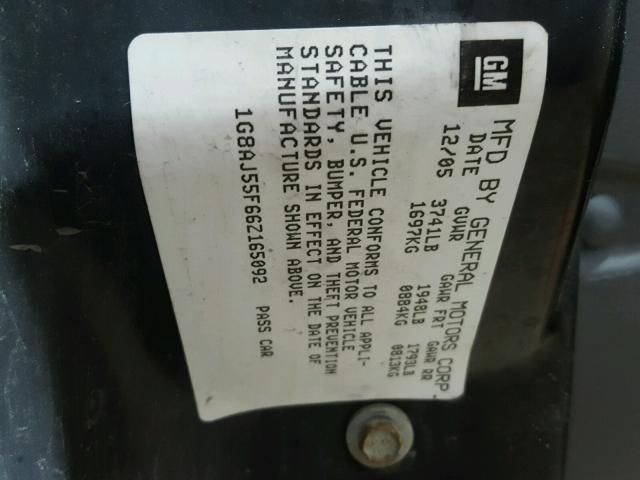 GM
MFD BY GENERAL MOTORS CORP.
DATE GVWR GAWR FRT GAWR RR
12/05 3741LB 1948LB 1793LB
1697KG 0884KG 0813KG
THIS VEHICLE CONFORMS TO ALL APPLI-
CABLE U.S. FEDERAL MOTOR VEHICLE
SAFETY, BUMPER, AND THEFT PREVENTION
STANDARDS IN EFFECT ON THE DATE OF
MANUFACTURE SHOWN ABOVE.
1G8AJ55F66Z165092 PASS CAR